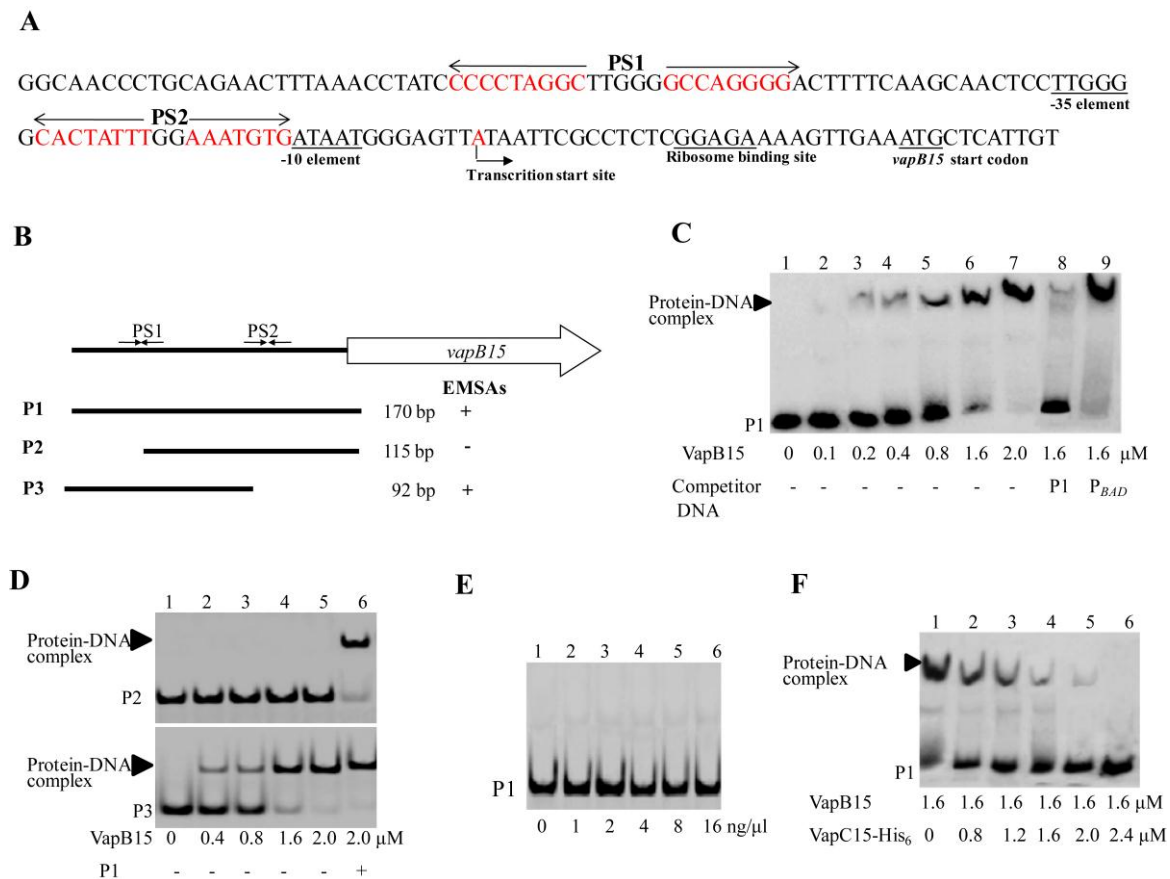 A
PS1
GGCAACCCTGCAGAACTTTAAACCTATCCCCCTAGGCTTGGGGGCCAGGGGACTTTTCAAGCAACTCCTTGGG
-35 element
PS2
GCACTATTTGGAAATGTGATAATGGGAGTTATAATTCGCCTCTCGGAGAAAAGTTGAAATGCTCATTGT
-10 element
Ribosome binding site
vapB15 start codon
Transcrition start site
B
PS1 PS2
vapB15
EMSAs
P1 170 bp +
P2 115 bp -
P3 92 bp +
C
1 2 3 4 5 6 7 8 9
Protein-DNA
complex
P1
VapB15 0 0.1 0.2 0.4 0.8 1.6 2.0 1.6 1.6 μM
Competitor - - - - - - - P1 PBAD
DNA
D
1 2 3 4 5 6
Protein-DNA
complex
P2
Protein-DNA
complex
P3
VapB15 0 0.4 0.8 1.6 2.0 2.0 μM
P1 - - - - - +
E
1 2 3 4 5 6
P1
0 1 2 4 8 16 ng/μl
F
1 2 3 4 5 6
Protein-DNA
complex
P1
VapB15 1.6 1.6 1.6 1.6 1.6 1.6 μM
VapC15-His6 0 0.8 1.2 1.6 2.0 2.4 μM